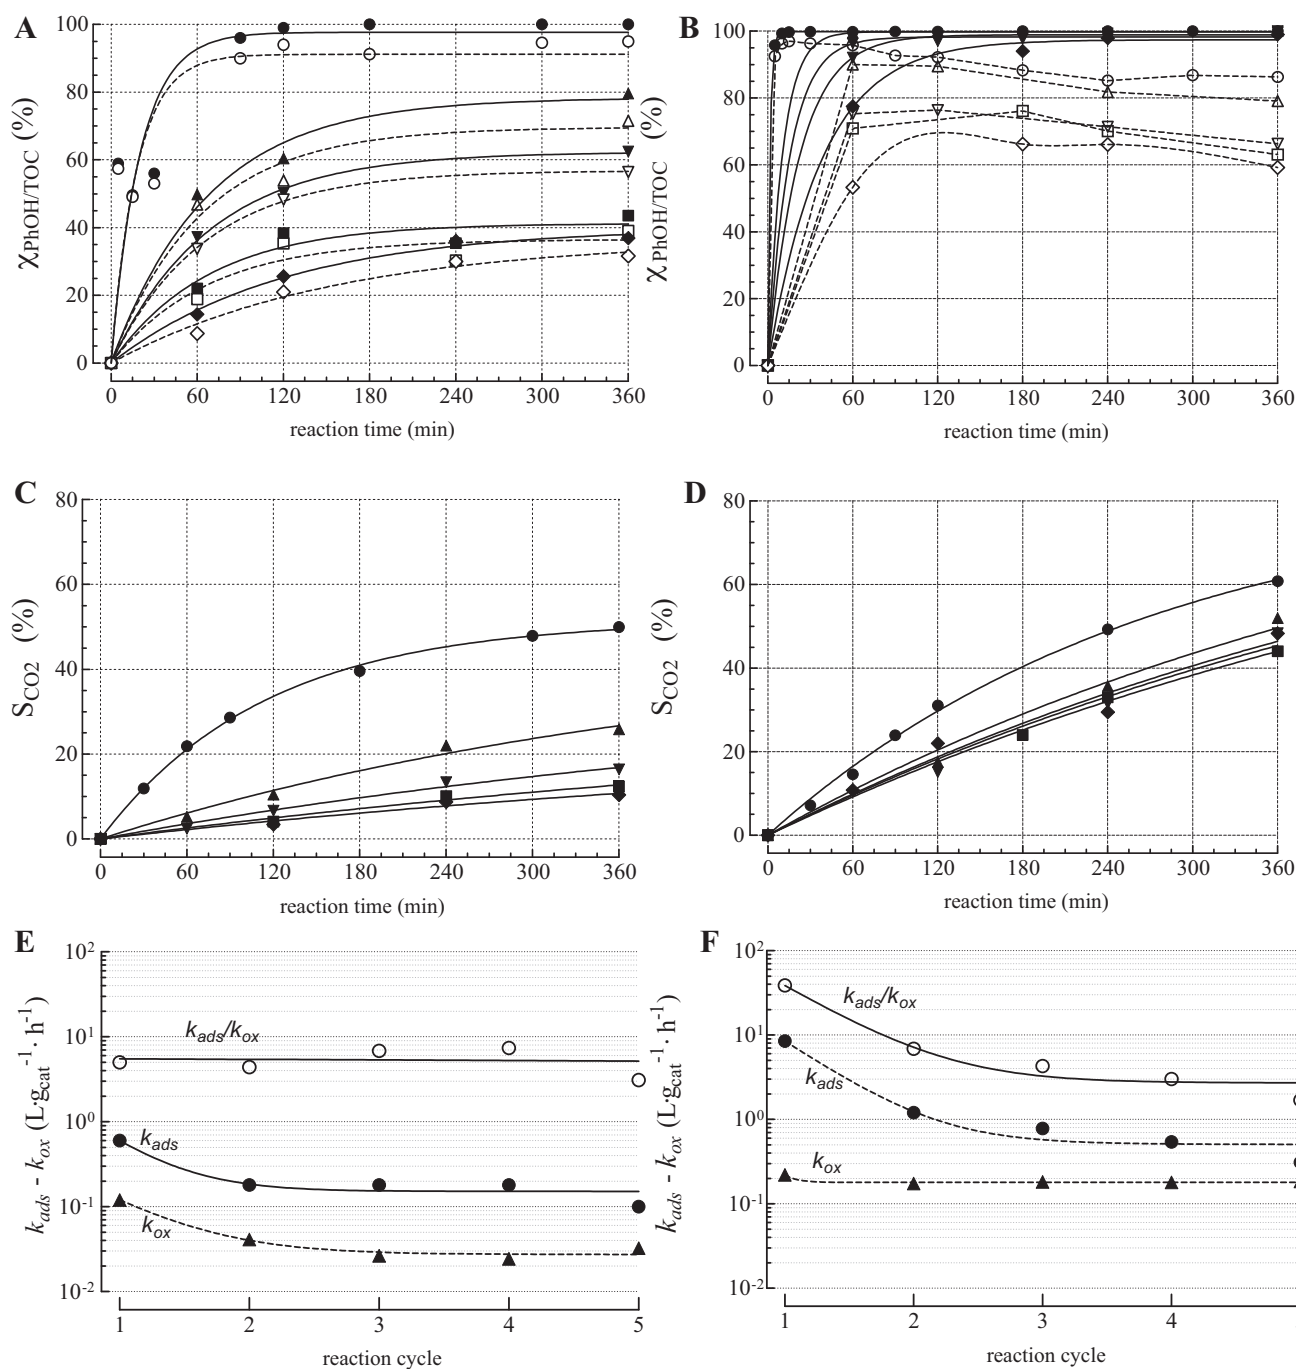 A
χPhOH/TOC (%)
100
80
60
40
20
0
0 60 120 180 240 300 360
reaction time (min)
B
χPhOH/TOC (%)
100
80
60
40
20
0
0 60 120 180 240 300 360
reaction time (min)
C
SCO2 (%)
80
60
40
20
0
0 60 120 180 240 300 360
reaction time (min)
D
SCO2 (%)
80
60
40
20
0
0 60 120 180 240 300 360
reaction time (min)
E
kads - kox (L·gcat⁻¹· h⁻¹)
10²
10¹
10⁰
10⁻¹
10⁻²
kads/kox
kads
kox
1 2 3 4 5
reaction cycle
F
kads - kox (L·gcat⁻¹· h⁻¹)
10²
10¹
10⁰
10⁻¹
10⁻²
kads/kox
kads
kox
1 2 3 4
reaction cycle